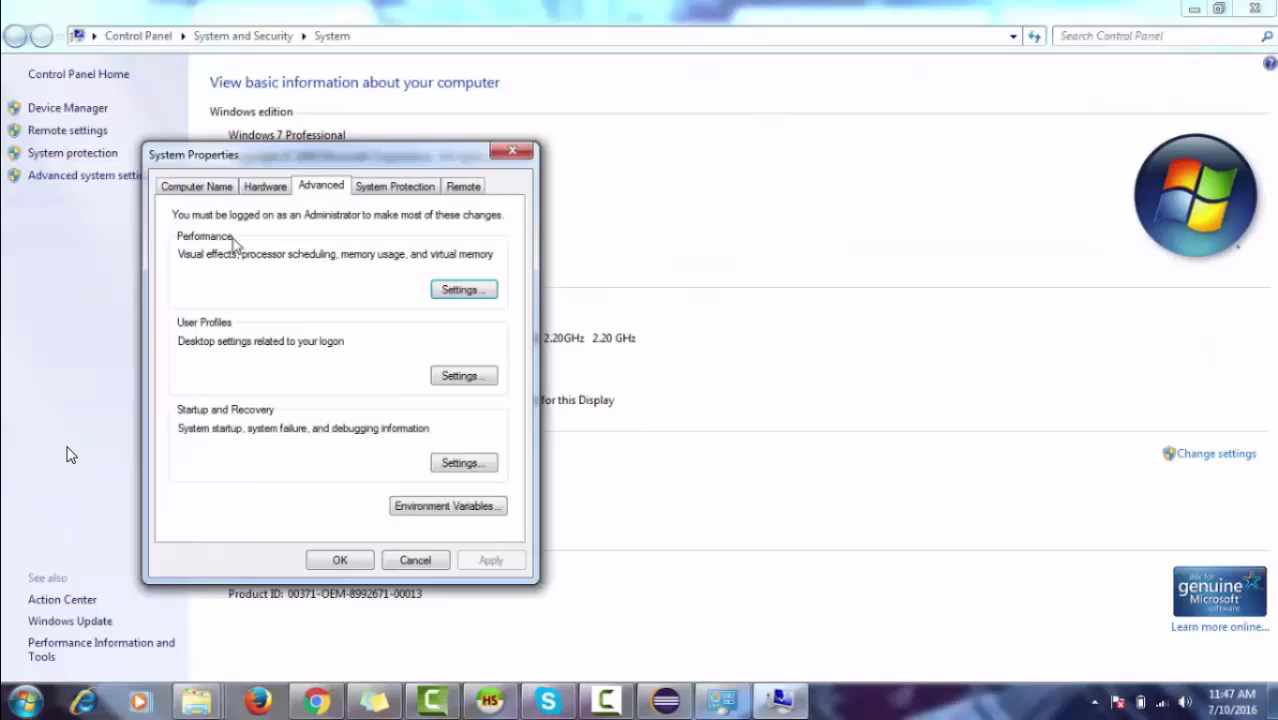 Control Panel
System and Security
System
Search Control Panel
Control Panel Home
Device Manager
Remote settings
System protection
Advanced system setti
View basic information about your computer
Windows edition
Windows 7 Professional
System Properties
Computer Name
Hardware
Advanced
System Protection
Remote
You must be logged on as an Administrator to make most of these changes.
Performance
Visual effects, processor scheduling, memory usage, and virtual memory
Settings...
User Profiles
Desktop settings related to your logon
Settings...
Startup and Recovery
System startup, system failure, and debugging information
Settings...
Environment Variables...
OK
Cancel
Apply
2.20GHz 2.20 GHz
for this Display
Change settings
Product ID: 00371-OEM-8992671-00013
ask for
genuine
Microsoft
software
Learn more online...
See also
Action Center
Windows Update
Performance Information and
Tools
HS
11:47 AM
7/10/2016